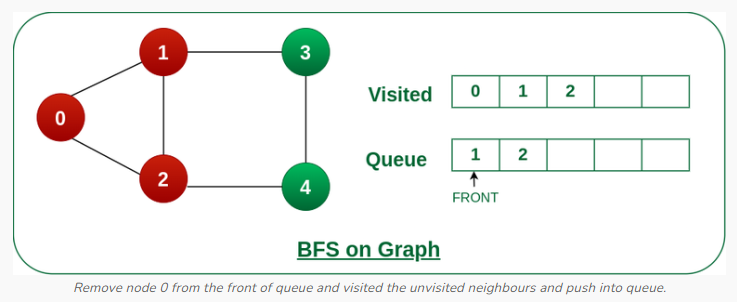 1
3
0
2
4
Visited
0 1 2
Queue
1 2
FRONT
BFS on Graph
Remove node 0 from the front of queue and visited the unvisited neighbours and push into queue.